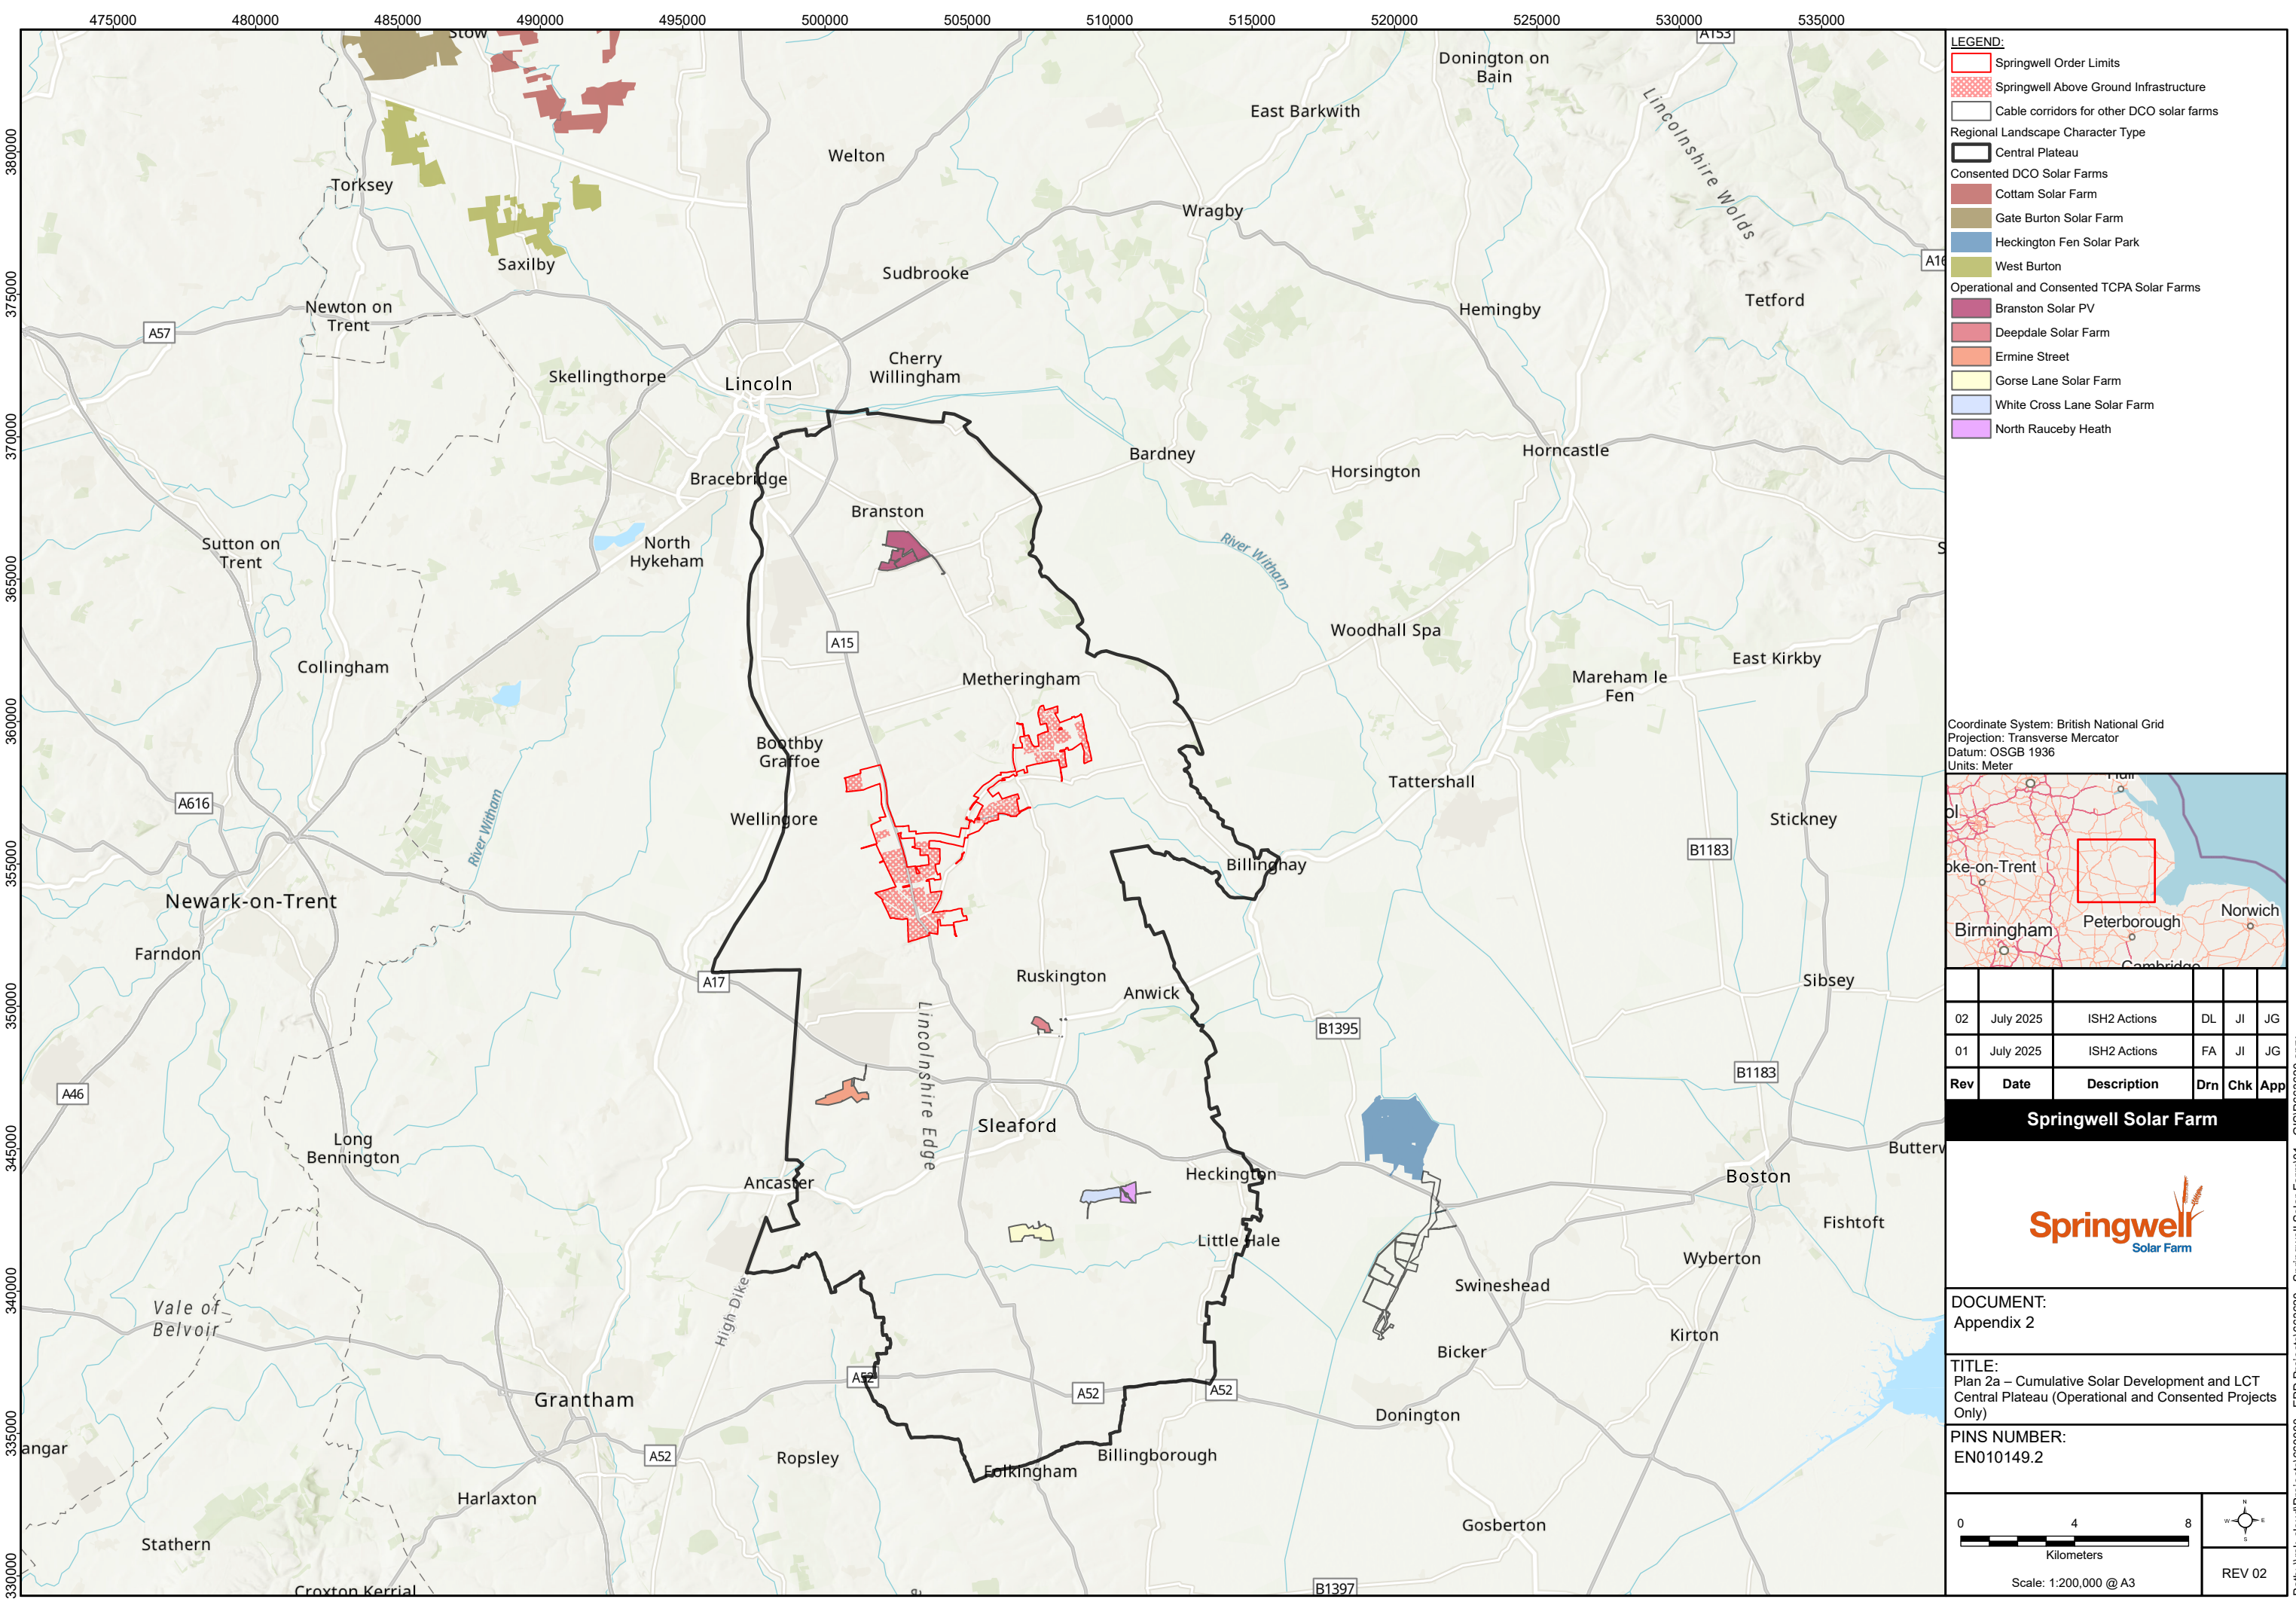 475000 480000 485000 490000 495000 500000 505000 510000 515000 520000 525000 530000 535000
380000
375000
370000
365000
360000
355000
350000
345000
340000
335000
330000
Stow
A153
Donington on
Bain
East Barkwith
Lincolnshire Wolds
Welton
Torksey
Wragby
Saxilby
Sudbrooke
A16
Newton on
Trent
Hemingby
Tetford
A57
Skellingthorpe
Lincoln
Cherry
Willingham
Bardney
Horncastle
Horsington
Bracebridge
Branston
Sutton on
Trent
North
Hykeham
River Witham
S
Woodhall Spa
A15
Collingham
East Kirkby
Metheringham
Mareham le
Fen
Boothby
Graffoe
Tattershall
A616
Wellingore
Stickney
River Witham
B1183
Billinghay
Newark-on-Trent
Farndon
A17
Ruskington
Anwick
Sibsey
Lincolnshire Edge
B1395
B1183
A46
Sleaford
Long
Bennington
Butterw
Ancaster
Heckington
Boston
Fishtoft
Little Hale
Wyberton
Swineshead
High Dike
Vale of
Belvoir
Kirton
Bicker
A52
A52
A52
Grantham
Donington
angar
A52
Ropsley
Folkingham
Billingborough
Harlaxton
Gosberton
Stathern
Croxton Kerrial
B1397
LEGEND:
Springwell Order Limits
Springwell Above Ground Infrastructure
Cable corridors for other DCO solar farms
Regional Landscape Character Type
Central Plateau
Consented DCO Solar Farms
Cottam Solar Farm
Gate Burton Solar Farm
Heckington Fen Solar Park
West Burton
Operational and Consented TCPA Solar Farms
Branston Solar PV
Deepdale Solar Farm
Ermine Street
Gorse Lane Solar Farm
White Cross Lane Solar Farm
North Rauceby Heath
Coordinate System: British National Grid
Projection: Transverse Mercator
Datum: OSGB 1936
Units: Meter
Hull
ol
oke-on-Trent
Norwich
Peterborough
Birmingham
Cambridge
02 July 2025 ISH2 Actions DL JI JG
01 July 2025 ISH2 Actions FA JI JG
Rev Date Description Drn Chk App
Springwell Solar Farm
Springwell
Solar Farm
DOCUMENT:
Appendix 2
TITLE:
Plan 2a – Cumulative Solar Development and LCT
Central Plateau (Operational and Consented Projects
Only)
PINS NUMBER:
EN010149.2
0 4 8
Kilometers
Scale: 1:200,000 @ A3
N
W E
S
REV 02